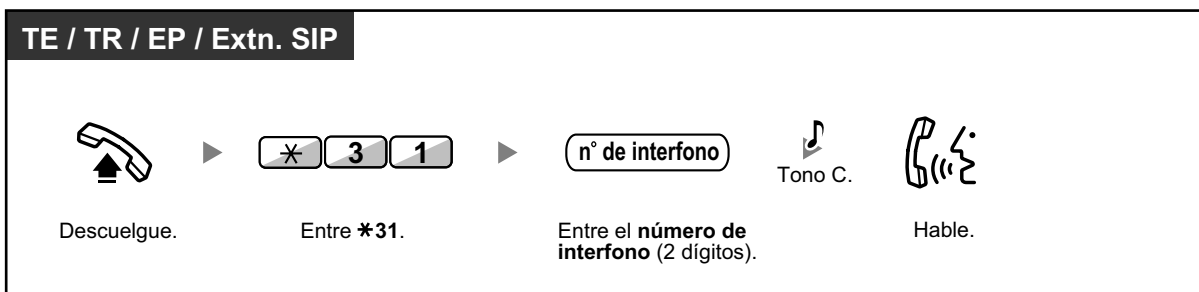 TE / TR / EP / Extn. SIP
* 3 1
n° de interfono
Tono C.
Descuelgue.
Entre *31.
Entre el número de
interfono (2 dígitos).
Hable.